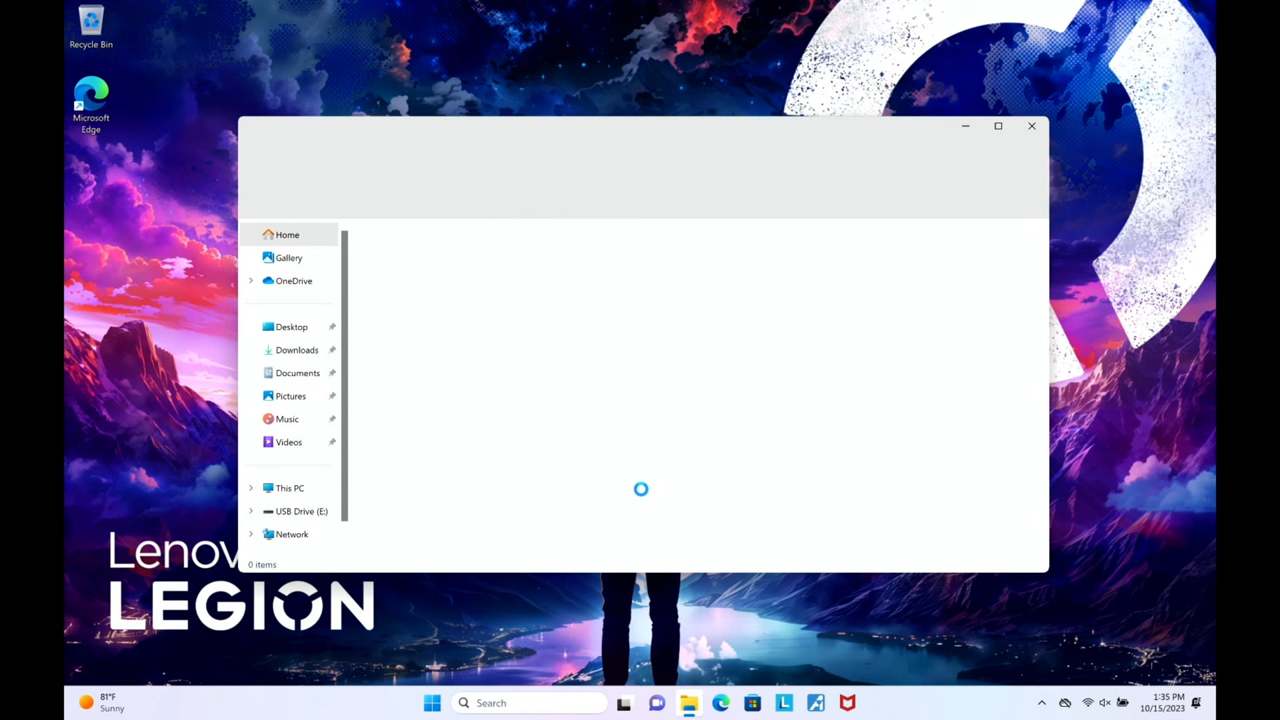 Recycle Bin
Microsoft
Edge
Home
Gallery
OneDrive
Desktop
Downloads
Documents
Pictures
Music
Videos
This PC
USB Drive (E:)
Network
0 items
Lenov
LEGION
81°F
Sunny
Search
L
1:35 PM
10/15/2023